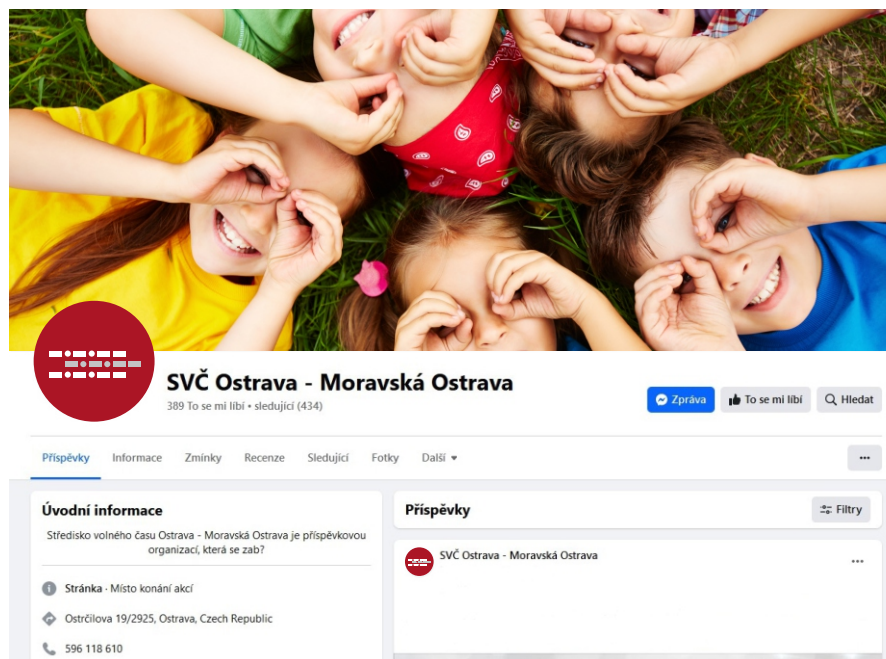 SVČ Ostrava - Moravská Ostrava
389 To se mi líbí • sledující (434)
Zpráva
To se mi líbí
Hledat
Příspěvky
Informace
Zmínky
Recenze
Sledující
Fotky
Další
Úvodní informace
Středisko volného času Ostrava - Moravská Ostrava je příspěvkovou
organizací, která se zab?
Stránka · Místo konání akcí
Ostrčilova 19/2925, Ostrava, Czech Republic
596 118 610
Příspěvky
Filtry
SVČ Ostrava - Moravská Ostrava